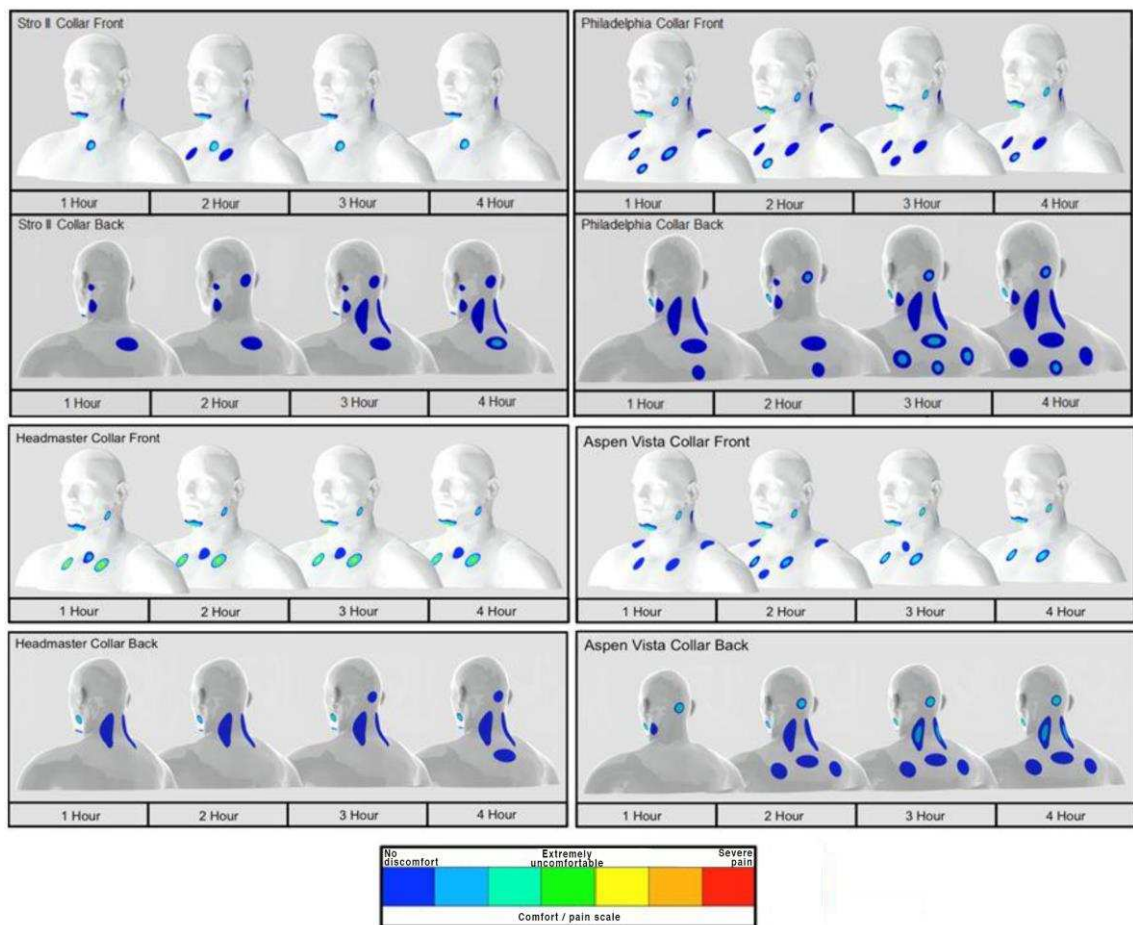 Stro II Collar Front
1 Hour 2 Hour 3 Hour 4 Hour
Stro II Collar Back
1 Hour 2 Hour 3 Hour 4 Hour
Philadelphia Collar Front
1 Hour 2 Hour 3 Hour 4 Hour
Philadelphia Collar Back
1 Hour 2 Hour 3 Hour 4 Hour
Headmaster Collar Front
1 Hour 2 Hour 3 Hour 4 Hour
Headmaster Collar Back
1 Hour 2 Hour 3 Hour 4 Hour
Aspen Vista Collar Front
1 Hour 2 Hour 3 Hour 4 Hour
Aspen Vista Collar Back
1 Hour 2 Hour 3 Hour 4 Hour
No discomfort
Extremely uncomfortable
Severe pain
Comfort / pain scale